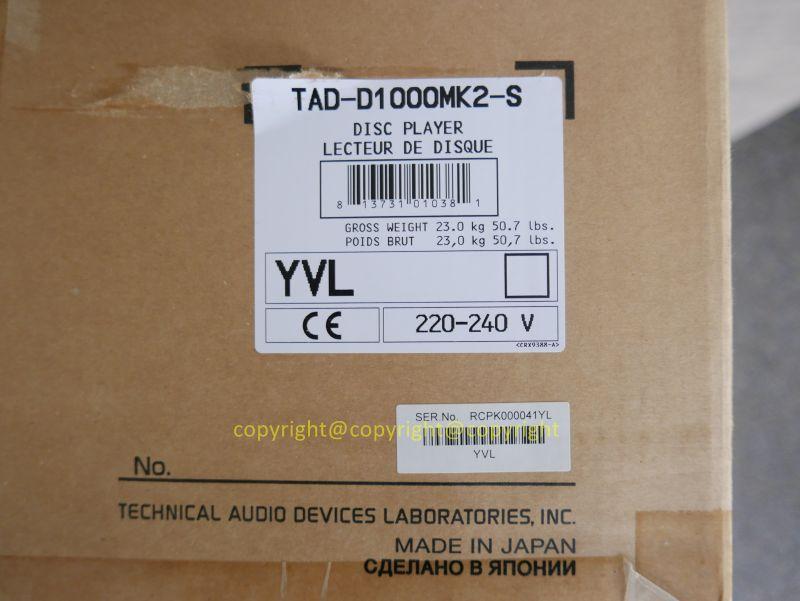 TAD-D1000MK2-S
DISC PLAYER
LECTEUR DE DISQUE
8 13731 01038 1
GROSS WEIGHT 23.0 kg 50.7 lbs.
POIDS BRUT 23,0 kg 50,7 lbs.
YVL
CE 220-240 V
<CRX9388-A>
SER.No. RCPK000041YL
copyright@copyright@copyright
YVL
No.
TECHNICAL AUDIO DEVICES LABORATORIES, INC.
MADE IN JAPAN
СДЕЛАНО В ЯПОНИИ